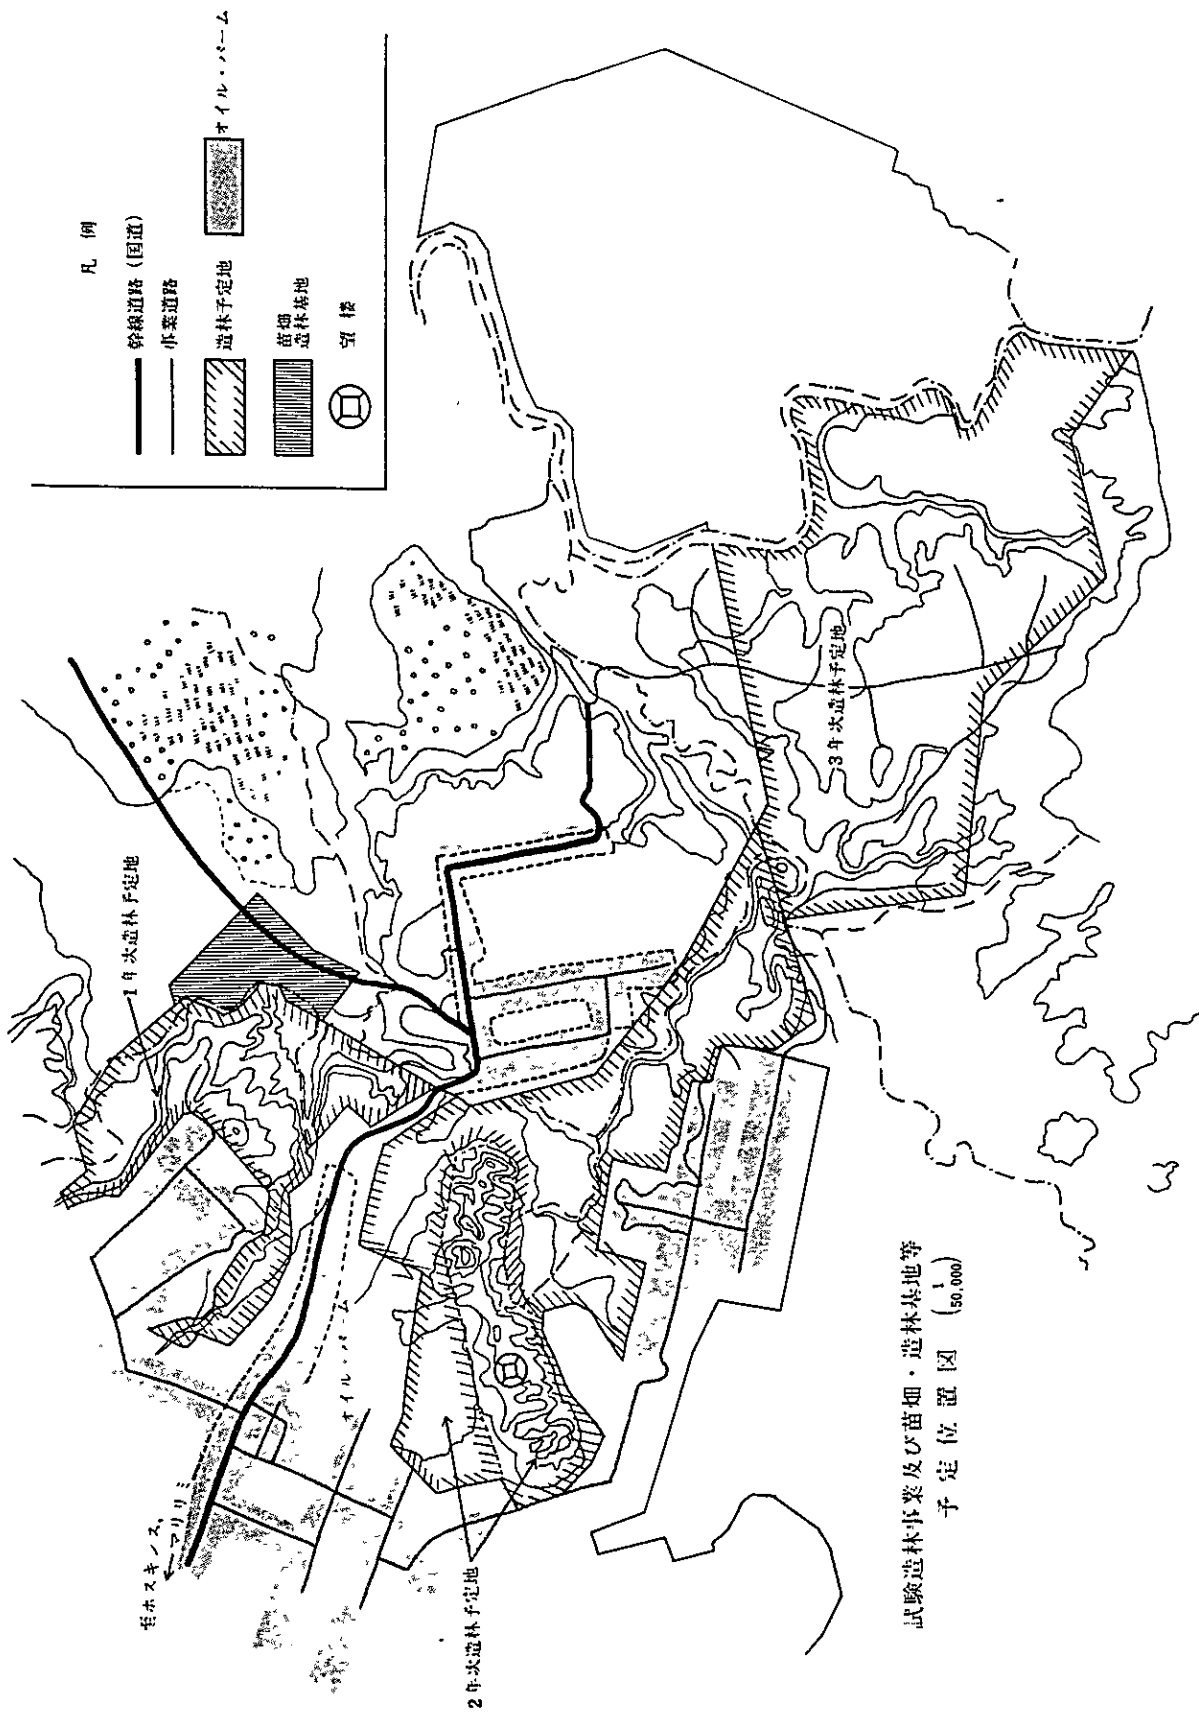 凡例
幹線道路（国道）
事業道路
造林予定地
オイル・パーム
苗畑
造林基地
望楼
至ホスキンス、
マリリミ
1年次造林予定地
オイル・パーム
2年次造林予定地
3年次造林予定地
試験造林事業及び苗畑・造林基地等
予定位置図 (1/50,000)